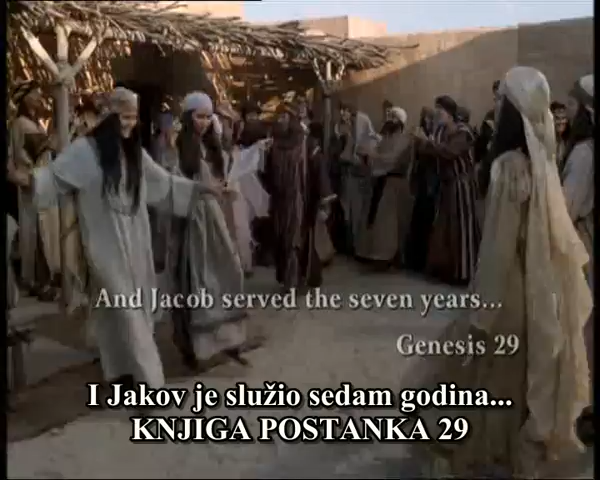 And Jacob served the seven years...
Genesis 29
I Jakov je služio sedam godina...
KNJIGA POSTANKA 29